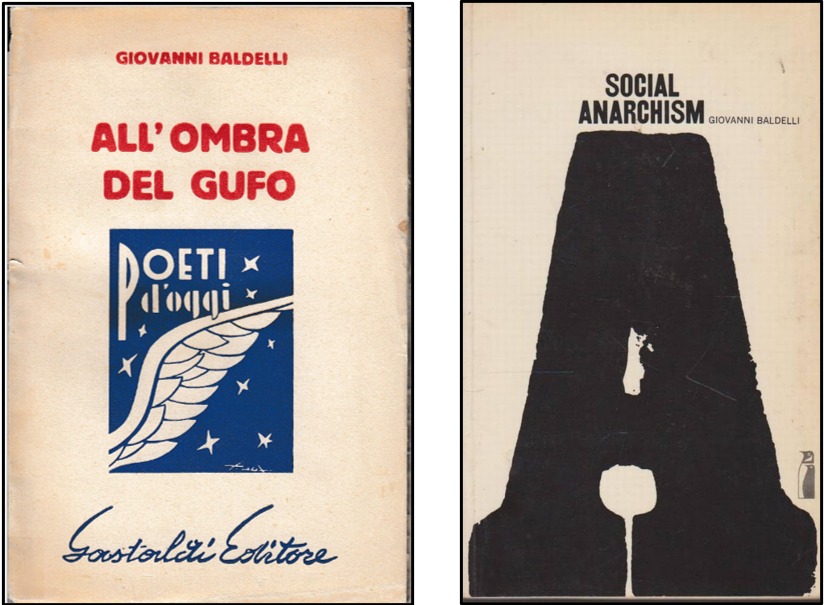 GIOVANNI BALDELLI
ALL'OMBRA
DEL GUFO
POETI
d'oggi
Gastaldi Editore
SOCIAL
ANARCHISM GIOVANNI BALDELLI
A